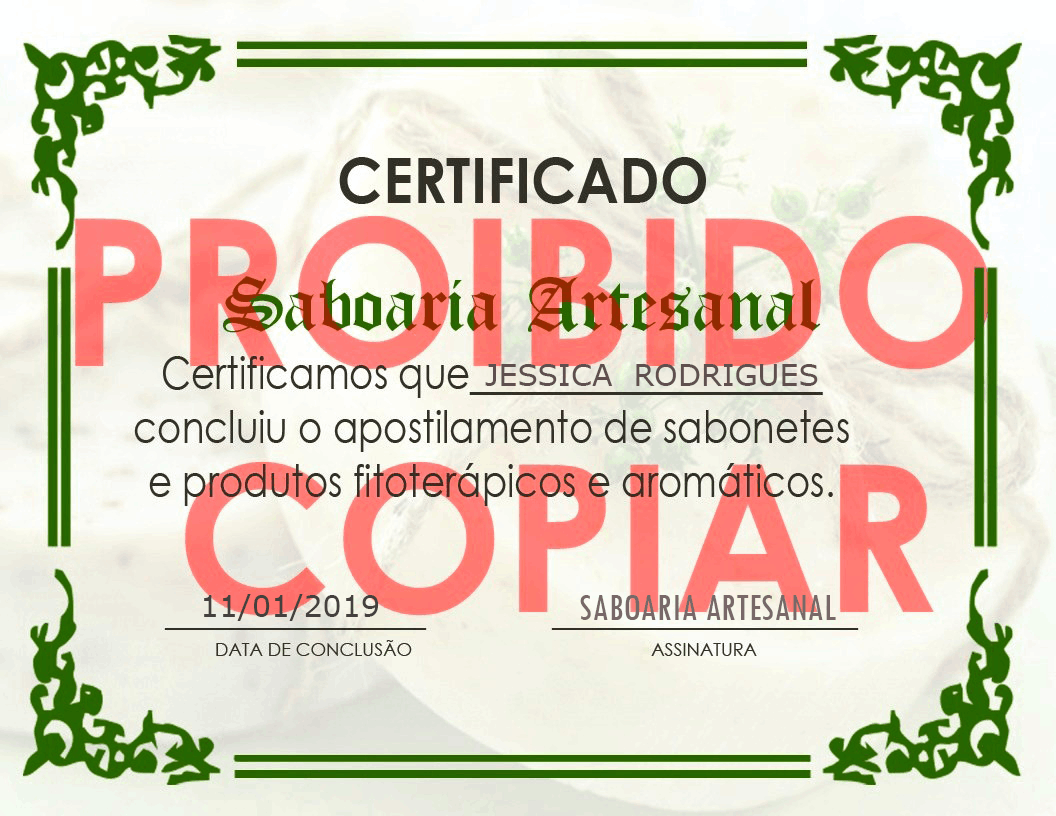 CERTIFICADO
PROIBIDO
Saboaria Artesanal
Certificamos que JESSICA RODRIGUES
concluiu o apostilamento de sabonetes
COPIAR
e produtos fitoterápicos e aromáticos.
11/01/2019 SABOARIA ARTESANAL
DATA DE CONCLUSÃO ASSINATURA